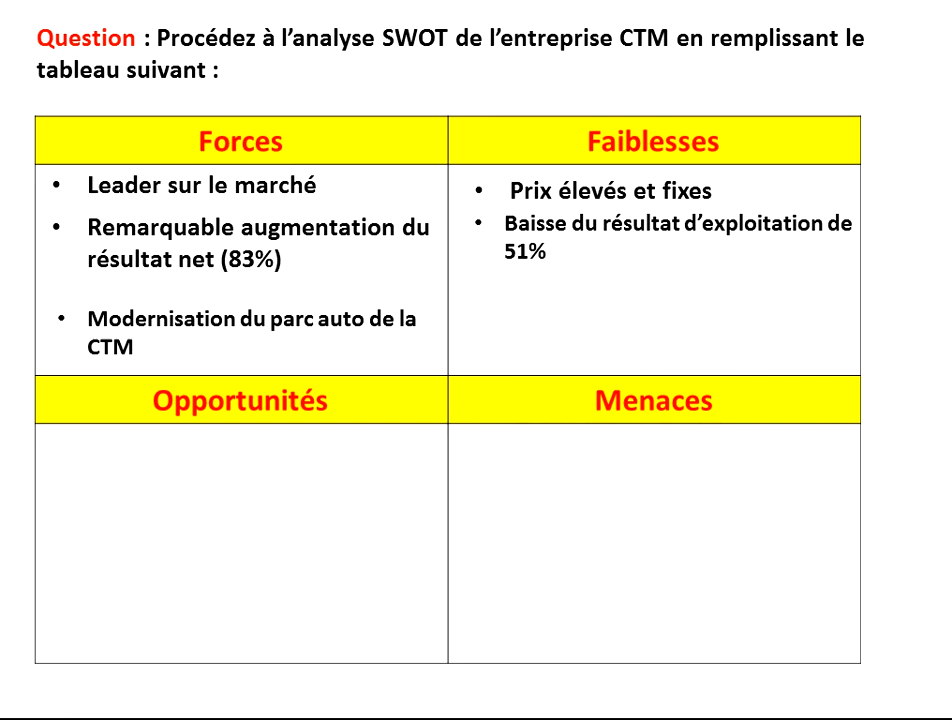 Question : Procédez à l’analyse SWOT de l’entreprise CTM en remplissant le
tableau suivant :
Forces
Faiblesses
• Leader sur le marché
• Remarquable augmentation du
résultat net (83%)
• Modernisation du parc auto de la
CTM
• Prix élevés et fixes
• Baisse du résultat d’exploitation de
51%
Opportunités
Menaces